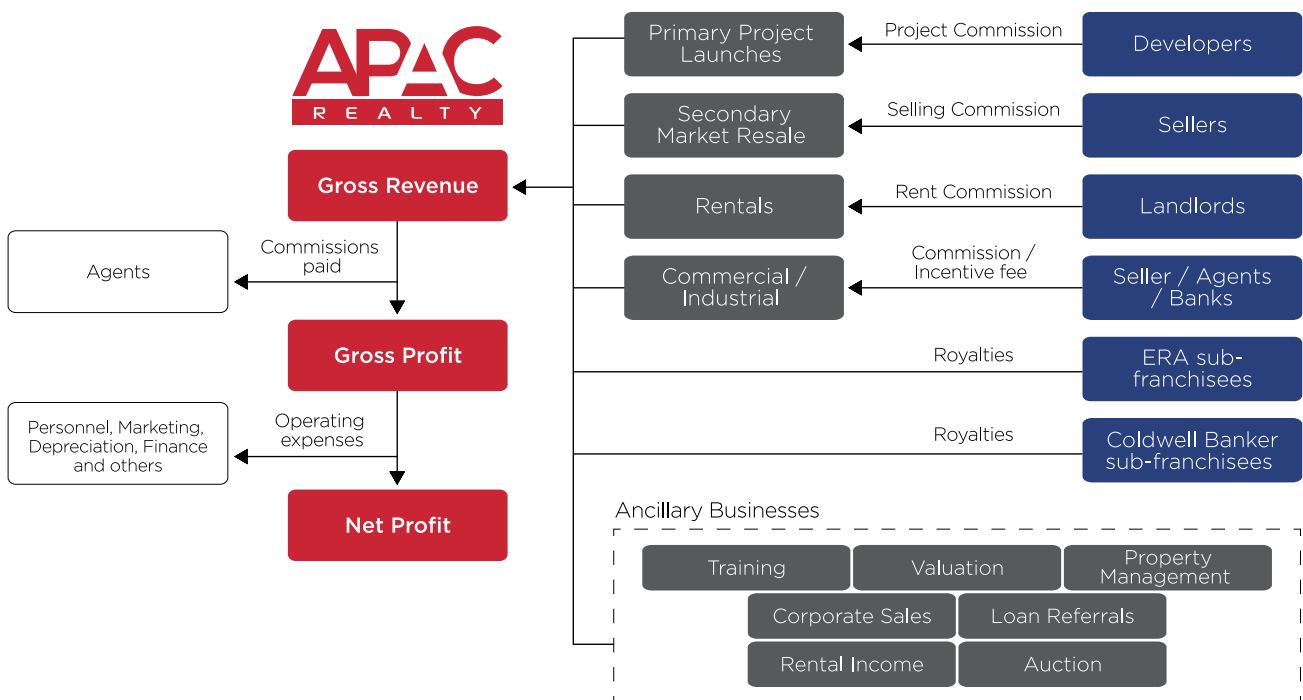 APAC
REALTY
Gross Revenue
Commissions
paid
Agents
Gross Profit
Operating
expenses
Personnel, Marketing,
Depreciation, Finance
and others
Net Profit
Primary Project
Launches
Project Commission
Developers
Secondary
Market Resale
Selling Commission
Sellers
Rentals
Rent Commission
Landlords
Commercial /
Industrial
Commission /
Incentive fee
Seller / Agents
/ Banks
Royalties
ERA sub-
franchisees
Royalties
Coldwell Banker
sub-franchisees
Ancillary Businesses
Training
Valuation
Property
Management
Corporate Sales
Loan Referrals
Rental Income
Auction